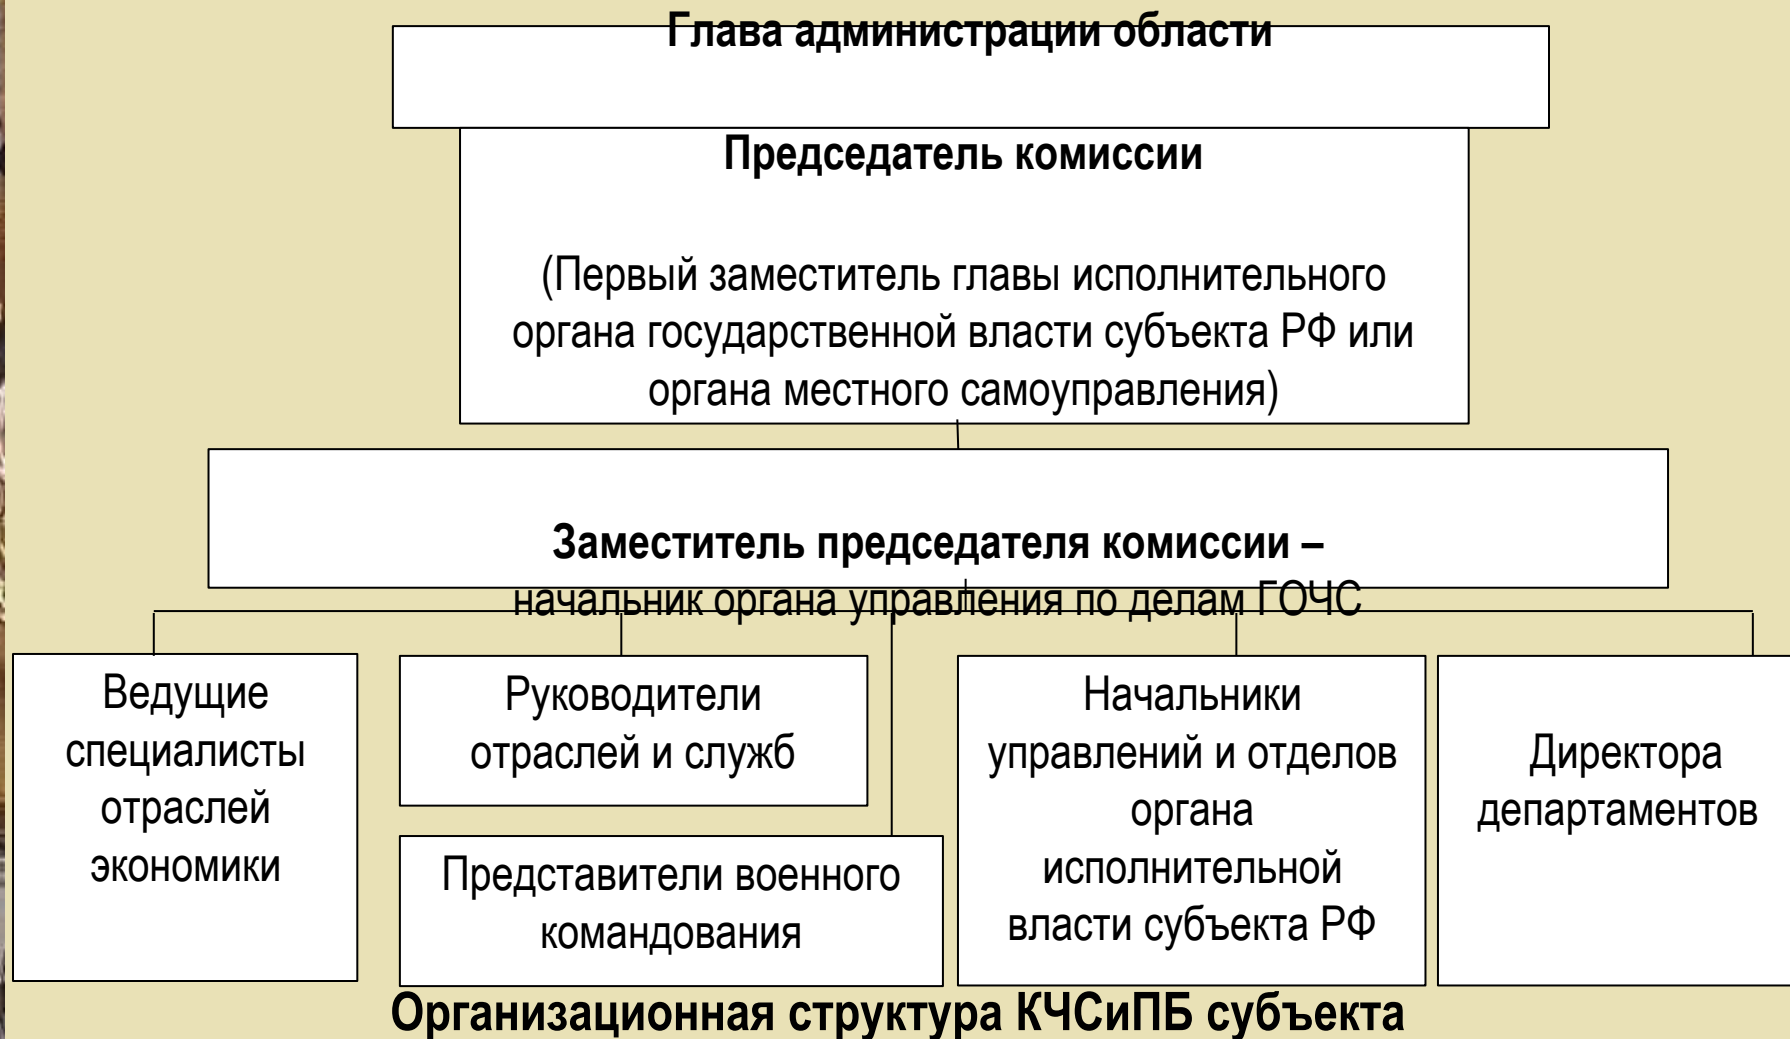 Глава администрации области
Председатель комиссии
(Первый заместитель главы исполнительного
органа государственной власти субъекта РФ или
органа местного самоуправления)
Заместитель председателя комиссии –
начальник органа управления по делам ГОЧС
Ведущие
специалисты
отраслей
экономики
Руководители
отраслей и служб
Представители военного
командования
Начальники
управлений и отделов
органа
исполнительной
власти субъекта РФ
Директора
департаментов
Организационная структура КЧСиПБ субъекта